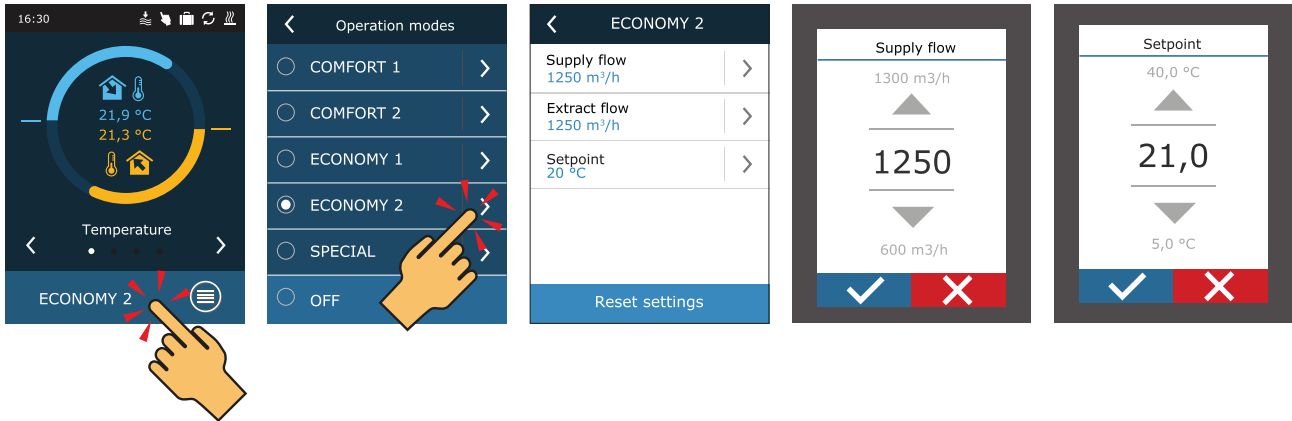 16:30
21,9 °C
21,3 °C
Temperature
ECONOMY 2
Operation modes
COMFORT 1
COMFORT 2
ECONOMY 1
ECONOMY 2
SPECIAL
OFF
ECONOMY 2
Supply flow
1250 m³/h
Extract flow
1250 m³/h
Setpoint
20 °C
Reset settings
Supply flow
1300 m3/h
1250
600 m3/h
Setpoint
40,0 °C
21,0
5,0 °C